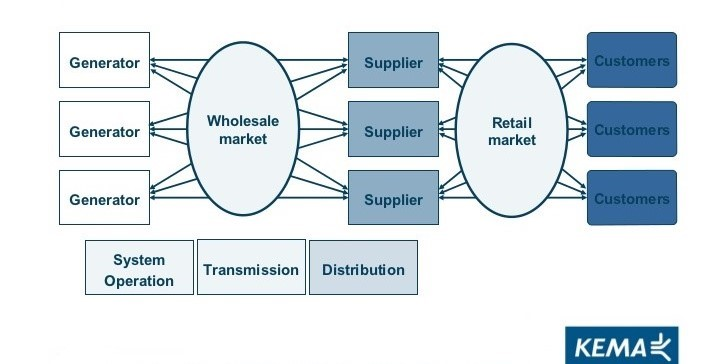 Generator
Supplier
Customers
Wholesale
market
Generator
Supplier
Retail
market
Customers
Generator
Supplier
Customers
System
Operation
Transmission
Distribution
KEMA